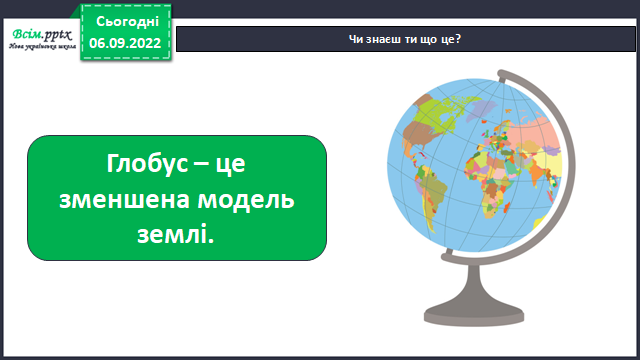 Сьогодні
06.09.2022
Всім.pptx
Нова українська школа
Чи знаєш ти що це?
Глобус – це
зменшена модель
землі.